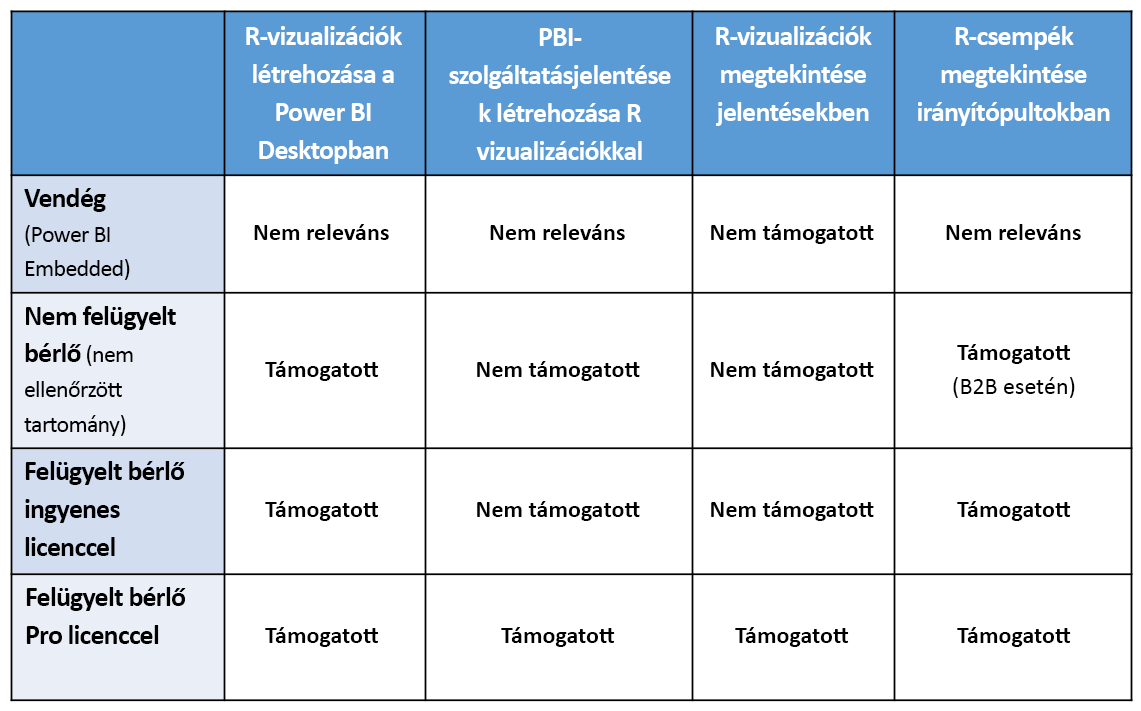 R-vizualizációk
létrehozása a
Power BI
Desktopban
PBI-
szolgáltatásjelentése
k létrehozása R
vizualizációkkal
R-vizualizációk
megtekintése
jelentésekben
R-csempék
megtekintése
irányítópultokban
Vendég
(Power BI
Embedded)
Nem releváns
Nem releváns
Nem támogatott
Nem releváns
Nem felügyelt
bérlő (nem
ellenőrzött
tartomány)
Támogatott
Nem támogatott
Nem támogatott
Támogatott
(B2B esetén)
Felügyelt bérlő
ingyenes
licenccel
Támogatott
Nem támogatott
Nem támogatott
Támogatott
Felügyelt bérlő
Pro licenccel
Támogatott
Támogatott
Támogatott
Támogatott